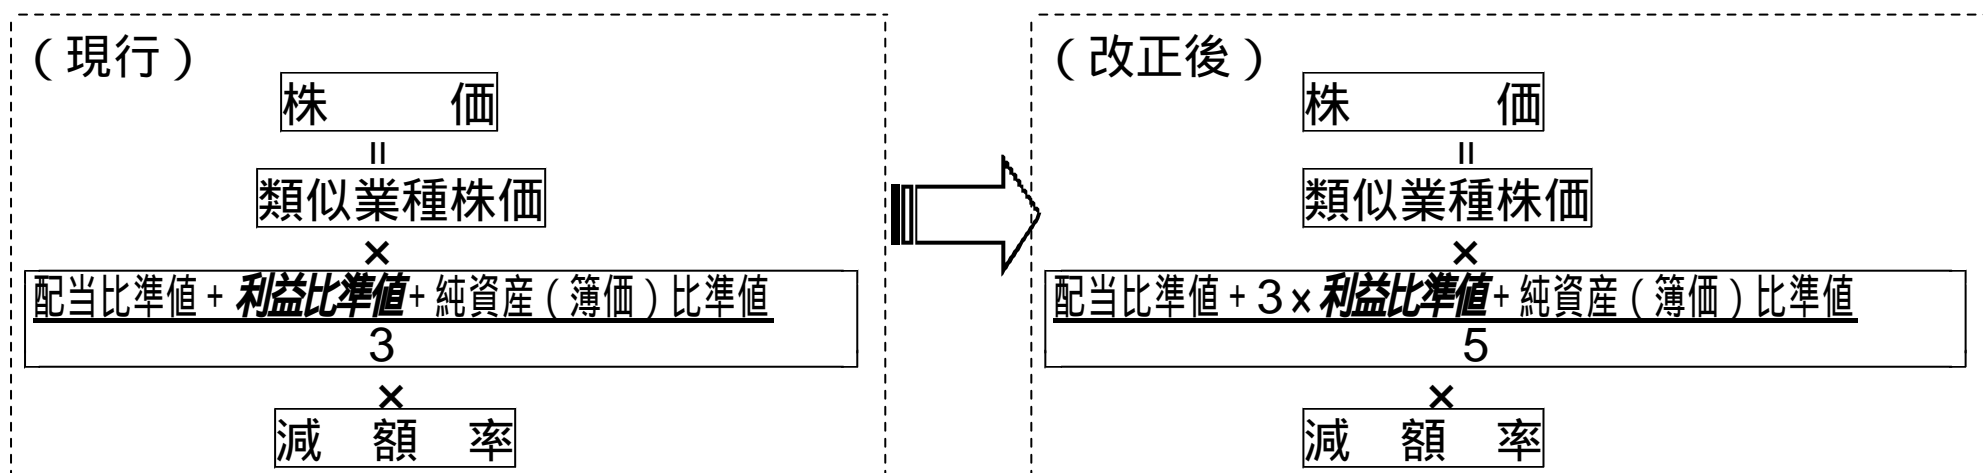 （現行）
株　　価
＝
類似業種株価
×
配当比準値＋利益比準値＋純資産（簿価）比準値
3
×
減　額　率
（改正後）
株　　価
＝
類似業種株価
×
配当比準値＋3×利益比準値＋純資産（簿価）比準値
5
×
減　額　率